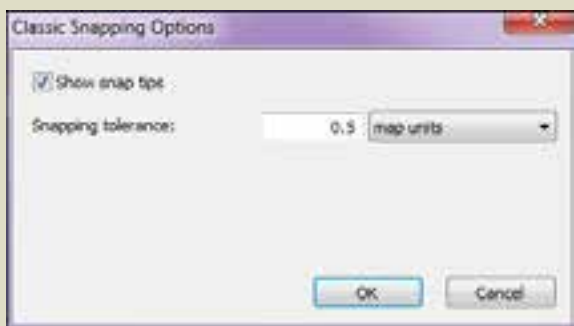 Classic Snapping Options
Show snap tips
Snapping tolerance: 0.5 map units
OK Cancel